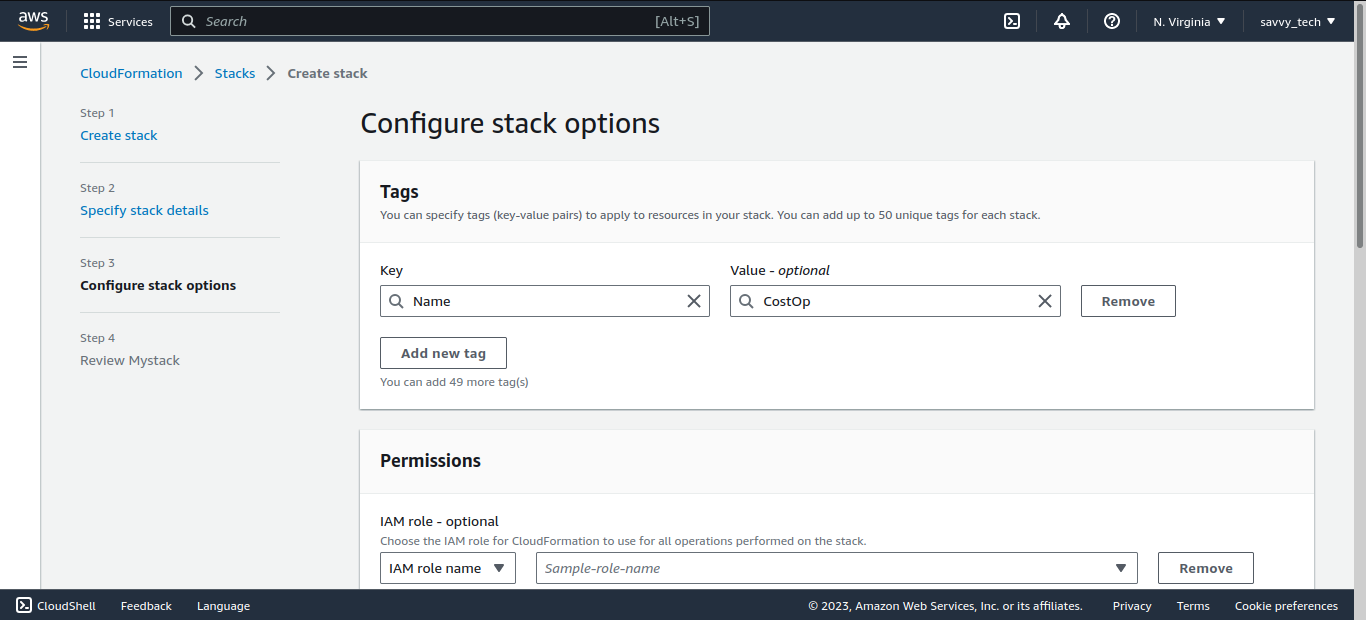 aws Services Search [Alt+S] N. Virginia savvy_tech
CloudFormation Stacks Create stack
Step 1
Create stack
Step 2
Specify stack details
Step 3
Configure stack options
Step 4
Review Mystack
Configure stack options
Tags
You can specify tags (key-value pairs) to apply to resources in your stack. You can add up to 50 unique tags for each stack.
Key Value - optional
Name CostOp Remove
Add new tag
You can add 49 more tag(s)
Permissions
IAM role - optional
Choose the IAM role for CloudFormation to use for all operations performed on the stack.
IAM role name Sample-role-name Remove
CloudShell Feedback Language © 2023, Amazon Web Services, Inc. or its affiliates. Privacy Terms Cookie preferences